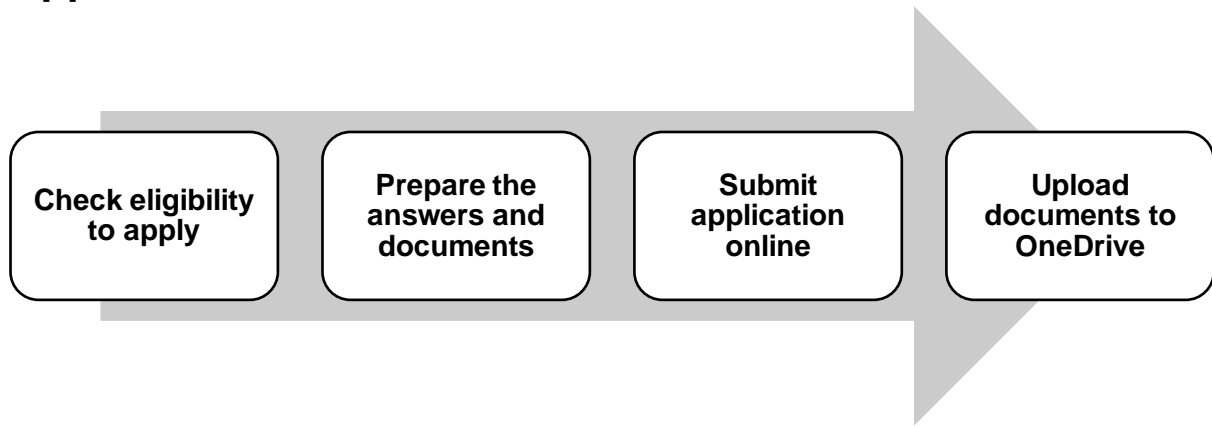 Check eligibility
to apply
Prepare the
answers and
documents
Submit
application
online
Upload
documents to
OneDrive